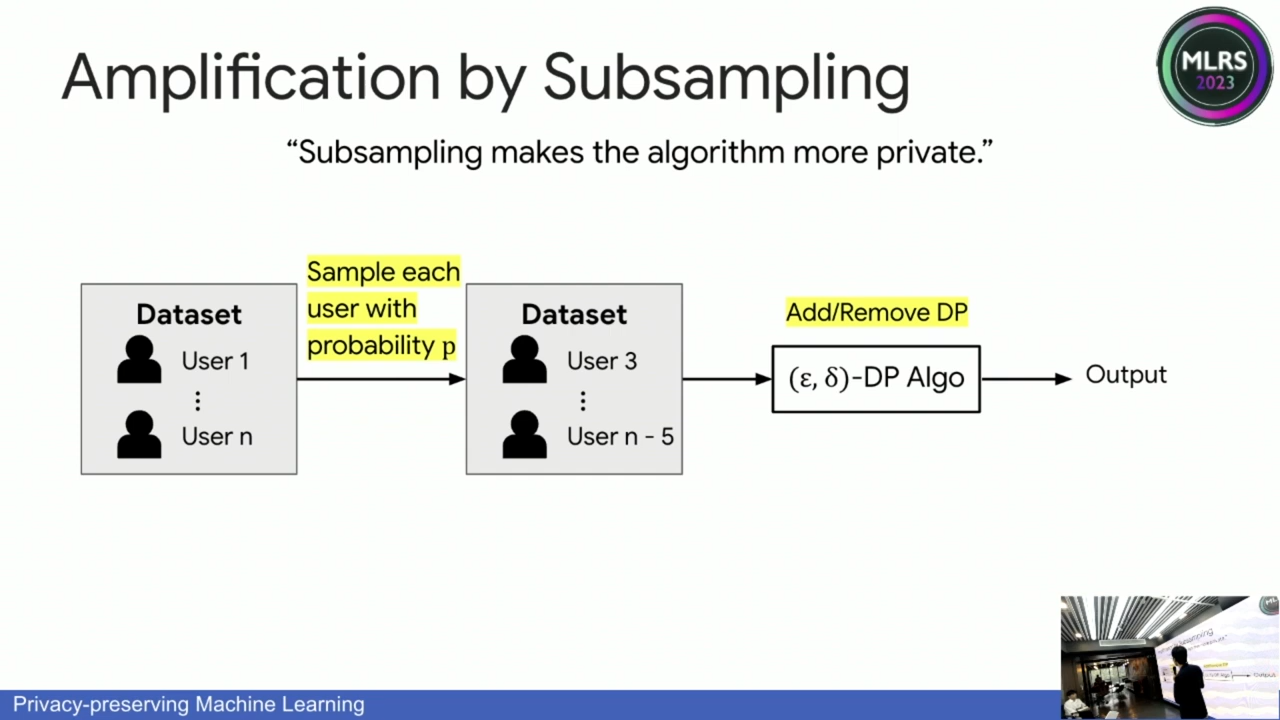 Amplification by Subsampling
MLRS
2023
“Subsampling makes the algorithm more private.”
Sample each
user with
probability p
Dataset
User 1
⋮
User n
Dataset
User 3
⋮
User n - 5
Add/Remove DP
(ε, δ)-DP Algo
Output
Privacy-preserving Machine Learning